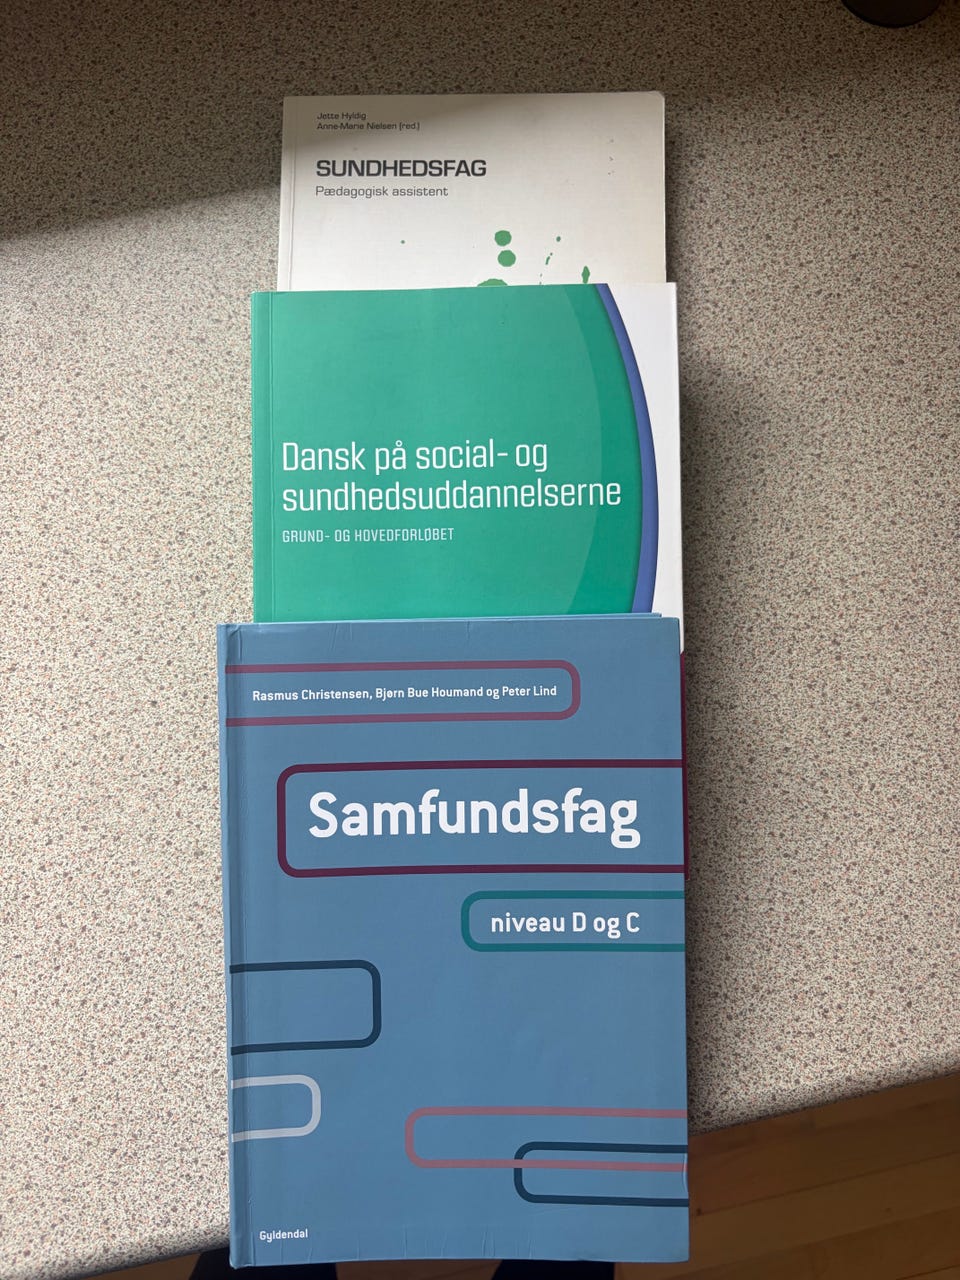 Jette Hyldig
Anne-Marie Nielsen (red.)
SUNDHEDSFAG
Pædagogisk assistent
Dansk på social- og
sundhedsuddannelserne
GRUND- OG HOVEDFORLØBET
Rasmus Christensen, Bjørn Bue Houmand og Peter Lind
Samfundsfag
niveau D og C
Gyldendal